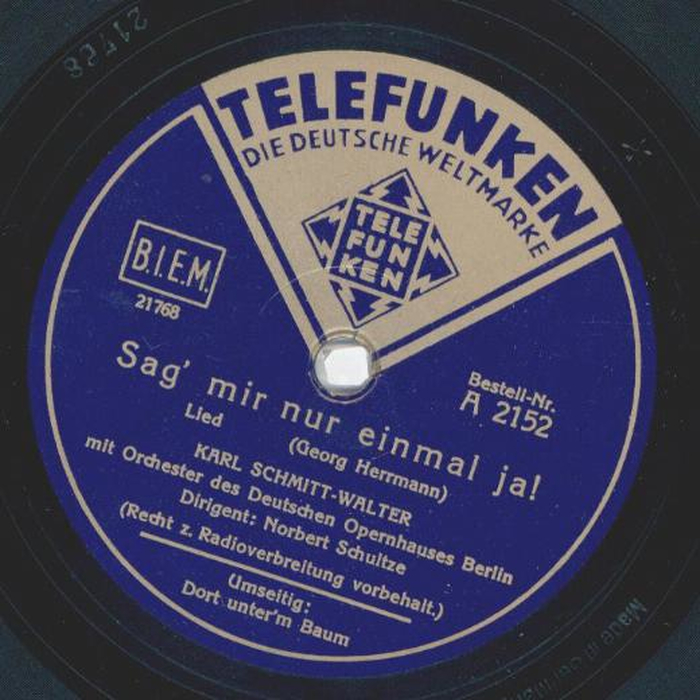 21768
TELEFUNKEN
DIE DEUTSCHE WELTMARKE
TELE
FUN
KEN
B.I.E.M.
21768
Bestell-Nr.
A 2152
Sag' mir nur einmal ja!
Lied (Georg Herrmann)
KARL SCHMITT-WALTER
mit Orchester des Deutschen Opernhauses Berlin
Dirigent: Norbert Schultze
(Recht z. Radioverbreitung vorbehalt.)
Umseitig:
Dort unter'm Baum
Made in